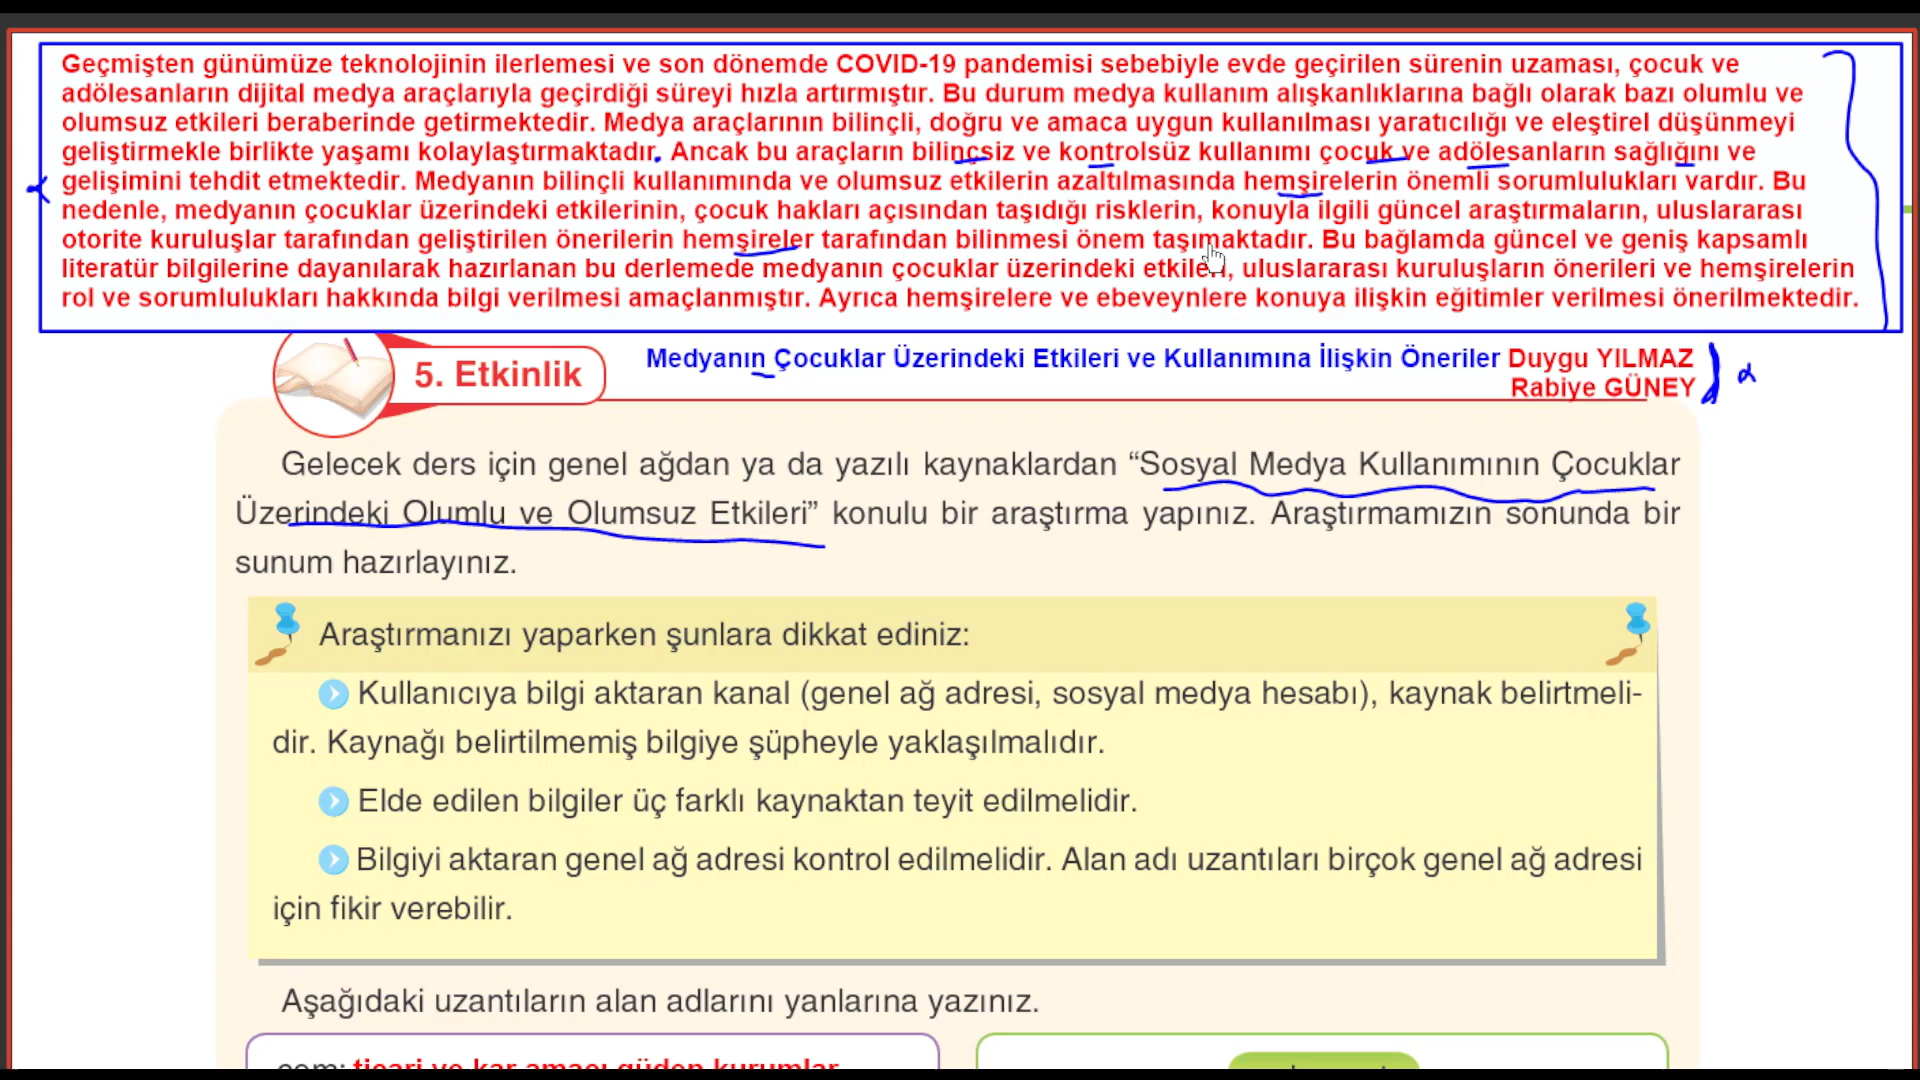 Geçmişten günümüze teknolojinin ilerlemesi ve son dönemde COVID-19 pandemisi sebebiyle evde geçirilen sürenin uzaması, çocuk ve
adölesanların dijital medya araçlarıyla geçirdiği süreyi hızla artırmıştır. Bu durum medya kullanım alışkanlıklarına bağlı olarak bazı olumlu ve
olumsuz etkileri beraberinde getirmektedir. Medya araçlarının bilinçli, doğru ve amaca uygun kullanılması yaratıcılığı ve eleştirel düşünmeyi
geliştirmekle birlikte yaşamı kolaylaştırmaktadır. Ancak bu araçların bilinçsiz ve kontrolsüz kullanımı çocuk ve adölesanların sağlığını ve
gelişimini tehdit etmektedir. Medyanın bilinçli kullanımında ve olumsuz etkilerin azaltılmasında hemşirelerin önemli sorumlulukları vardır. Bu
nedenle, medyanın çocuklar üzerindeki etkilerinin, çocuk hakları açısından taşıdığı risklerin, konuyla ilgili güncel araştırmaların, uluslararası
otorite kuruluşlar tarafından geliştirilen önerilerin hemşireler tarafından bilinmesi önem taşımaktadır. Bu bağlamda güncel ve geniş kapsamlı
literatür bilgilerine dayanılarak hazırlanan bu derlemede medyanın çocuklar üzerindeki etkileri, uluslararası kuruluşların önerileri ve hemşirelerin
rol ve sorumlulukları hakkında bilgi verilmesi amaçlanmıştır. Ayrıca hemşirelere ve ebeveynlere konuya ilişkin eğitimler verilmesi önerilmektedir.
5. Etkinlik
Medyanın Çocuklar Üzerindeki Etkileri ve Kullanımına İlişkin Öneriler Duygu YILMAZ
Rabiye GÜNEY
Gelecek ders için genel ağdan ya da yazılı kaynaklardan “Sosyal Medya Kullanımının Çocuklar
Üzerindeki Olumlu ve Olumsuz Etkileri” konulu bir araştırma yapınız. Araştırmamızın sonunda bir
sunum hazırlayınız.
Araştırmanızı yaparken şunlara dikkat ediniz:
Kullanıcıya bilgi aktaran kanal (genel ağ adresi, sosyal medya hesabı), kaynak belirtmeli-
dir. Kaynağı belirtilmemiş bilgiye şüpheyle yaklaşılmalıdır.
Elde edilen bilgiler üç farklı kaynaktan teyit edilmelidir.
Bilgiyi aktaran genel ağ adresi kontrol edilmelidir. Alan adı uzantıları birçok genel ağ adresi
için fikir verebilir.
Aşağıdaki uzantıların alan adlarını yanlarına yazınız.
com: ticari ve kar amacı güden kurumlar